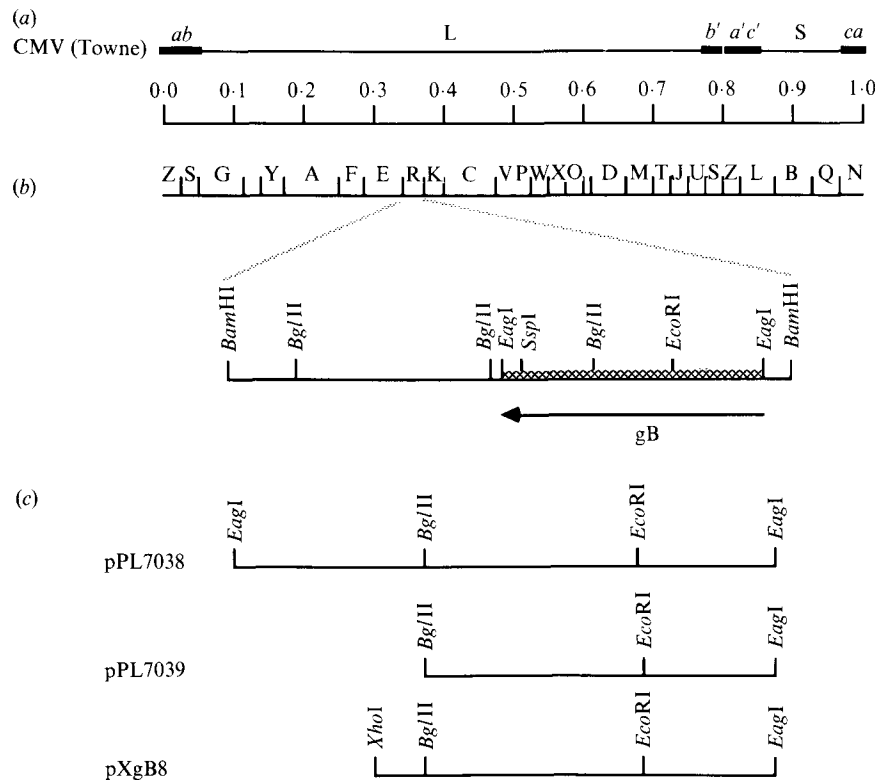 (a)
ab L b' a' c' S ca
CMV (Towne)
0·0 0·1 0·2 0·3 0·4 0·5 0·6 0·7 0·8 0·9 1·0
(b)
Z S G Y A F E R K C V P W X O D M T J U S Z L B Q N
BamHI BglII BglII EagI SspI BglII EcoRI EagI BamHI
gB
(c)
EagI BglII EcoRI EagI
pPL7038
BglII EcoRI EagI
pPL7039
XhoI BglII EcoRI EagI
pXgB8